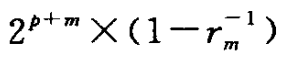 2^{p+m} × (1 − r_m^{-1})